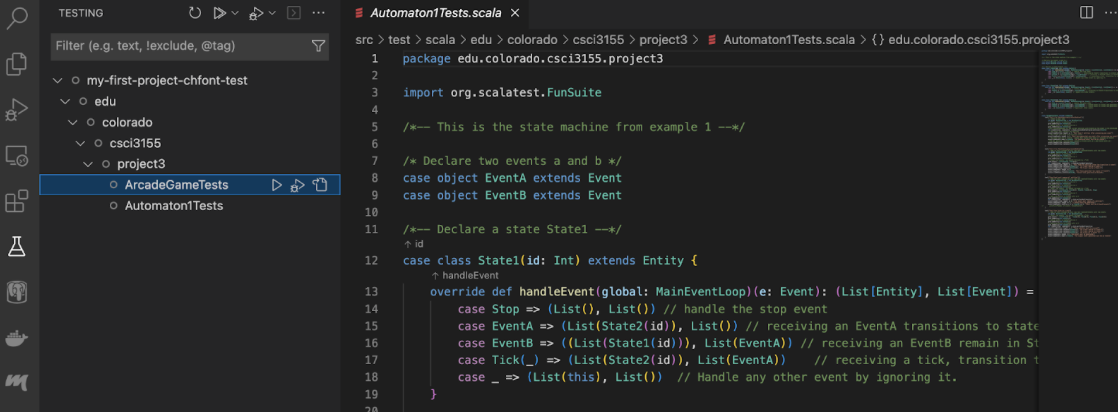 TESTING
Filter (e.g. text, !exclude, @tag)
my-first-project-chfont-test
edu
colorado
csci3155
project3
ArcadeGameTests
Automaton1Tests
Automaton1Tests.scala
src > test > scala > edu > colorado > csci3155 > project3 > Automaton1Tests.scala > {} edu.colorado.csci3155.project3
1 package edu.colorado.csci3155.project3
2
3 import org.scalatest.FunSuite
4
5 /*-- This is the state machine from example 1 --*/
6
7 /* Declare two events a and b */
8 case object EventA extends Event
9 case object EventB extends Event
10
11 /*-- Declare a state State1 --*/
↑ id
12 case class State1(id: Int) extends Entity {
↑ handleEvent
13 override def handleEvent(global: MainEventLoop)(e: Event): (List[Entity], List[Event]) =
14 case Stop => (List(), List()) // handle the stop event
15 case EventA => (List(State2(id)), List()) // receiving an EventA transitions to state
16 case EventB => ((List(State1(id))), List(EventA)) // receiving an EventB remain in St
17 case Tick(_) => (List(State2(id)), List(EventA)) // receiving a tick, transition t
18 case _ => (List(this), List()) // Handle any other event by ignoring it.
19 }
20